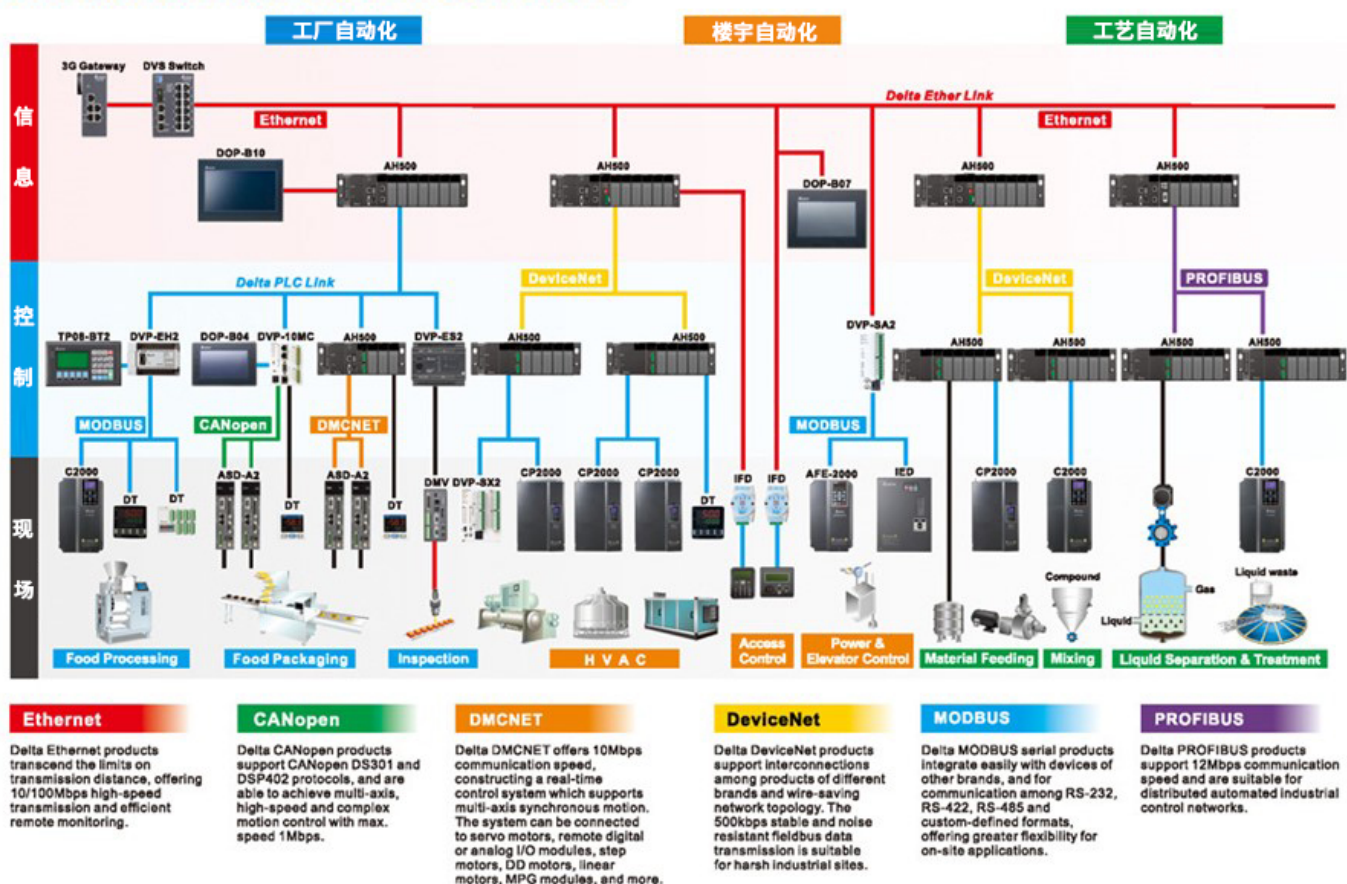 工厂自动化
楼宇自动化
工艺自动化
信息
3G Gateway
DVS Switch
Delta Ether Link
Ethernet
Ethernet
DOP-B10
AH500
AH500
DOP-B07
AH500
AH500
控制
Delta PLC Link
DeviceNet
DeviceNet
PROFIBUS
TP08-BT2
DVP-EH2
DOP-B04
DVP-10MC
AH500
DVP-ES2
AH500
AH500
DVP-SA2
AH500
AH500
AH500
AH500
MODBUS
CANopen
DMCNET
MODBUS
现场
C2000
DT
DT
ASD-A2
DT
ASD-A2
DT
DMV
DVP-SX2
CP2000
CP2000
CP2000
DT
IFD
IFD
AFE-2000
IED
CP2000
C2000
C2000
Compound
Gas
Liquid
Liquid waste
Food Processing
Food Packaging
Inspection
HVAC
Access
Control
Power &
Elevator Control
Material Feeding
Mixing
Liquid Separation & Treatment
Ethernet
Delta Ethernet products
transcend the limits on
transmission distance, offering
10/100Mbps high-speed
transmission and efficient
remote monitoring.
CANopen
Delta CANopen products
support CANopen DS301 and
DSP402 protocols, and are
able to achieve multi-axis,
high-speed and complex
motion control with max.
speed 1Mbps.
DMCNET
Delta DMCNET offers 10Mbps
communication speed,
constructing a real-time
control system which supports
multi-axis synchronous motion.
The system can be connected
to servo motors, remote digital
or analog I/O modules, step
motors, DD motors, linear
motors, MPG modules, and more.
DeviceNet
Delta DeviceNet products
support interconnections
among products of different
brands and wire-saving
network topology. The
500kbps stable and noise
resistant fieldbus data
transmission is suitable
for harsh industrial sites.
MODBUS
Delta MODBUS serial products
integrate easily with devices of
other brands, and for
communication among RS-232,
RS-422, RS-485 and
custom-defined formats,
offering greater flexibility for
on-site applications.
PROFIBUS
Delta PROFIBUS products
support 12Mbps communication
speed and are suitable for
distributed automated industrial
control networks.